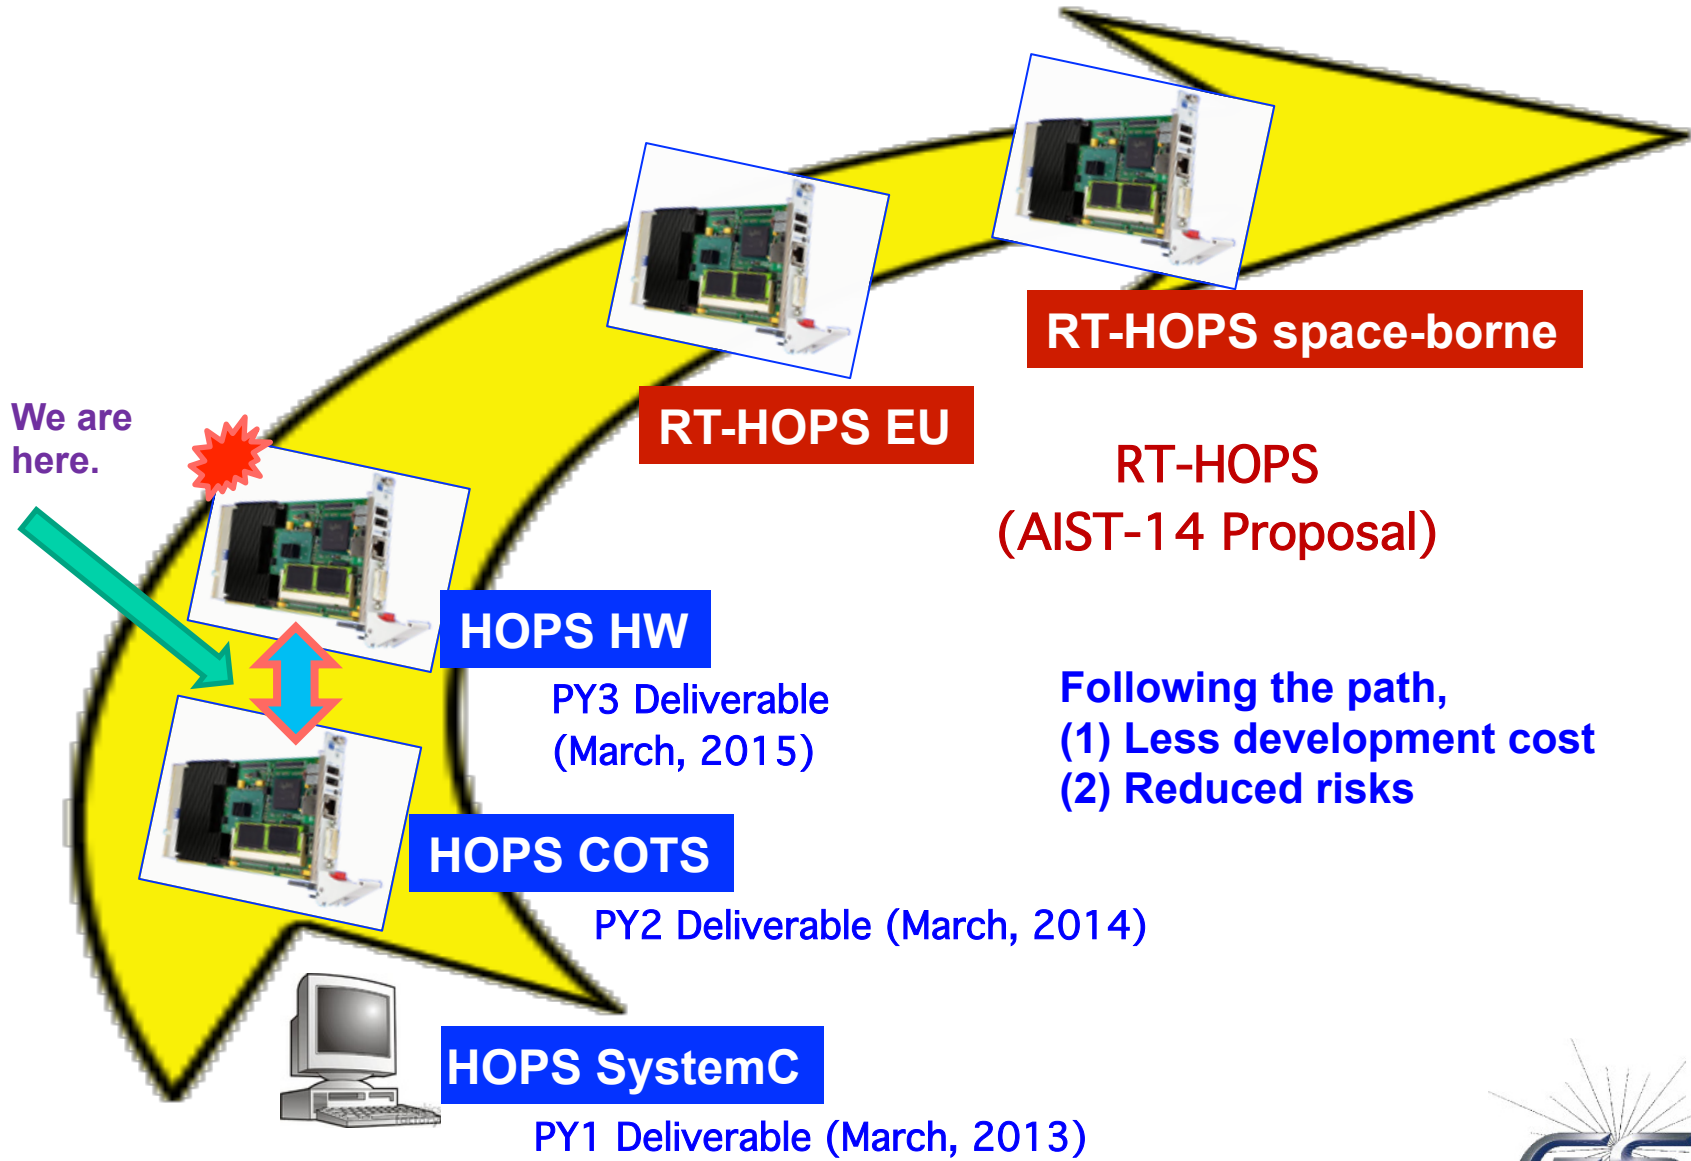 RT-HOPS space-borne
We are
here.
RT-HOPS EU
RT-HOPS
(AIST-14 Proposal)
HOPS HW
PY3 Deliverable
(March, 2015)
Following the path,
(1) Less development cost
(2) Reduced risks
HOPS COTS
PY2 Deliverable (March, 2014)
HOPS SystemC
PY1 Deliverable (March, 2013)